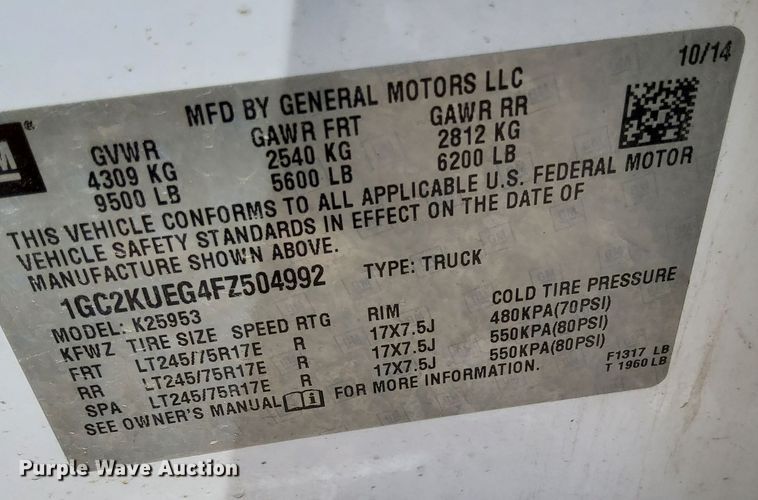 10/14
MFD BY GENERAL MOTORS LLC
GVWR GAWR FRT GAWR RR
4309 KG 2540 KG 2812 KG
9500 LB 5600 LB 6200 LB
THIS VEHICLE CONFORMS TO ALL APPLICABLE U.S. FEDERAL MOTOR
VEHICLE SAFETY STANDARDS IN EFFECT ON THE DATE OF
MANUFACTURE SHOWN ABOVE.
1GC2KUEG4FZ504992 TYPE: TRUCK
MODEL: K25953
KFWZ TIRE SIZE SPEED RTG RIM COLD TIRE PRESSURE
FRT LT245/75R17E R 17X7.5J 480KPA(70PSI)
RR LT245/75R17E R 17X7.5J 550KPA(80PSI)
SPA LT245/75R17E R 17X7.5J 550KPA(80PSI)
SEE OWNER'S MANUAL i FOR MORE INFORMATION.
F1317 LB
T 1960 LB
M®
Purple Wave Auction